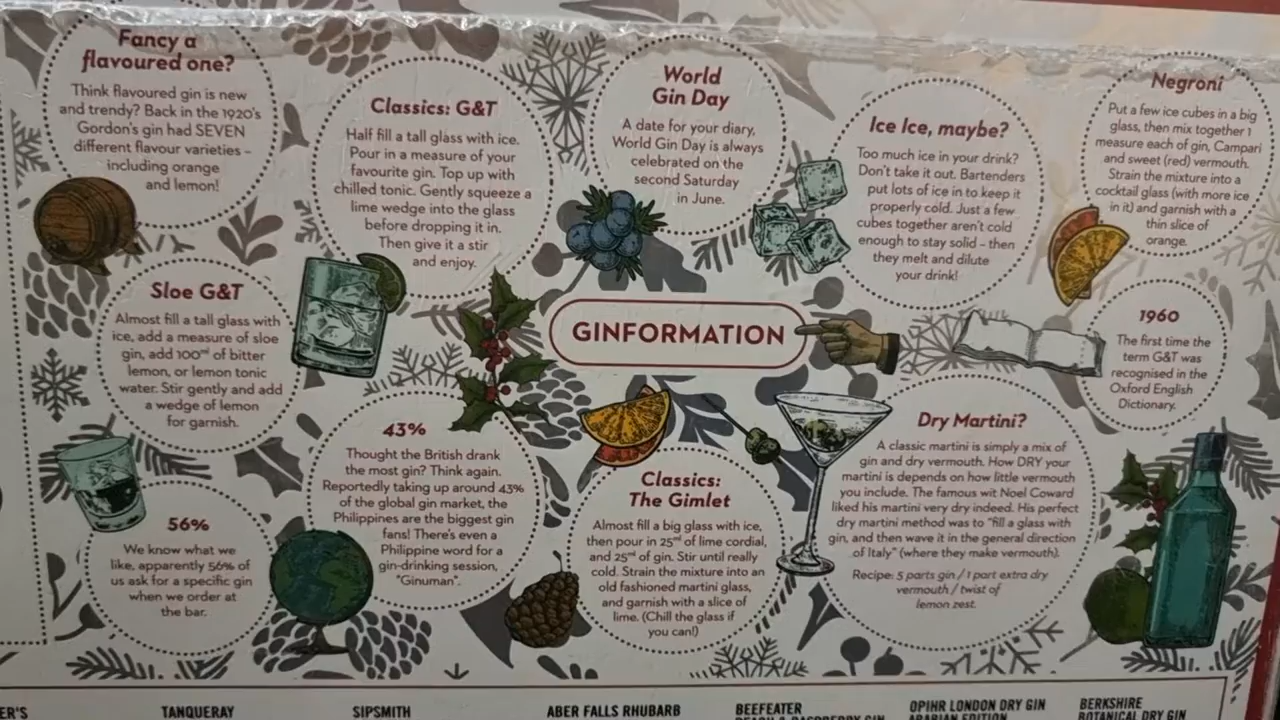 Fancy a
flavoured one?
Think flavoured gin is new
and trendy? Back in the 1920's
Gordon's gin had SEVEN
different flavour varieties –
including orange
and lemon!
Classics: G&T
Half fill a tall glass with ice.
Pour in a measure of your
favourite gin. Top up with
chilled tonic. Gently squeeze a
lime wedge into the glass
before dropping it in.
Then give it a stir
and enjoy.
World
Gin Day
A date for your diary,
World Gin Day is always
celebrated on the
second Saturday
in June.
Ice Ice, maybe?
Too much ice in your drink?
Don't take it out. Bartenders
put lots of ice in to keep it
properly cold. Just a few
cubes together aren't cold
enough to stay solid – then
they melt and dilute
your drink!
Negroni
Put a few ice cubes in a big
glass, then mix together 1
measure each of gin, Campari
and sweet (red) vermouth.
Strain the mixture into a
cocktail glass (with more ice
in it) and garnish with a
thin slice of
orange.
Sloe G&T
Almost fill a tall glass with
ice, add a measure of sloe
gin, add 100ml of bitter
lemon, or lemon tonic
water. Stir gently and add
a wedge of lemon
for garnish.
GINFORMATION
1960
The first time the
term G&T was
recognised in the
Oxford English
Dictionary.
43%
Thought the British drank
the most gin? Think again.
Reportedly taking up around 43%
of the global gin market, the
Philippines are the biggest gin
fans! There's even a
Philippine word for a
gin-drinking session,
"Ginuman".
56%
We know what we
like, apparently 56% of
us ask for a specific gin
when we order at
the bar.
Classics:
The Gimlet
Almost fill a big glass with ice,
then pour in 25ml of lime cordial,
and 25ml of gin. Stir until really
cold. Strain the mixture into an
old fashioned martini glass,
and garnish with a slice of
lime. (Chill the glass if
you can!)
Dry Martini?
A classic martini is simply a mix of
gin and dry vermouth. How DRY your
martini is depends on how little vermouth
you include. The famous wit Noel Coward
liked his martini very dry indeed. His perfect
dry martini method was to "fill a glass with
gin, and then wave it in the general direction
of Italy" (where they make vermouth).
Recipe: 5 parts gin / 1 part extra dry
vermouth / twist of
lemon zest.
ER'S
TANQUERAY
SIPSMITH
ABER FALLS RHUBARB
BEEFEATER
PEACH & RASPBERRY GIN
OPIHR LONDON DRY GIN
ARABIAN EDITION
BERKSHIRE
BOTANICAL DRY GIN